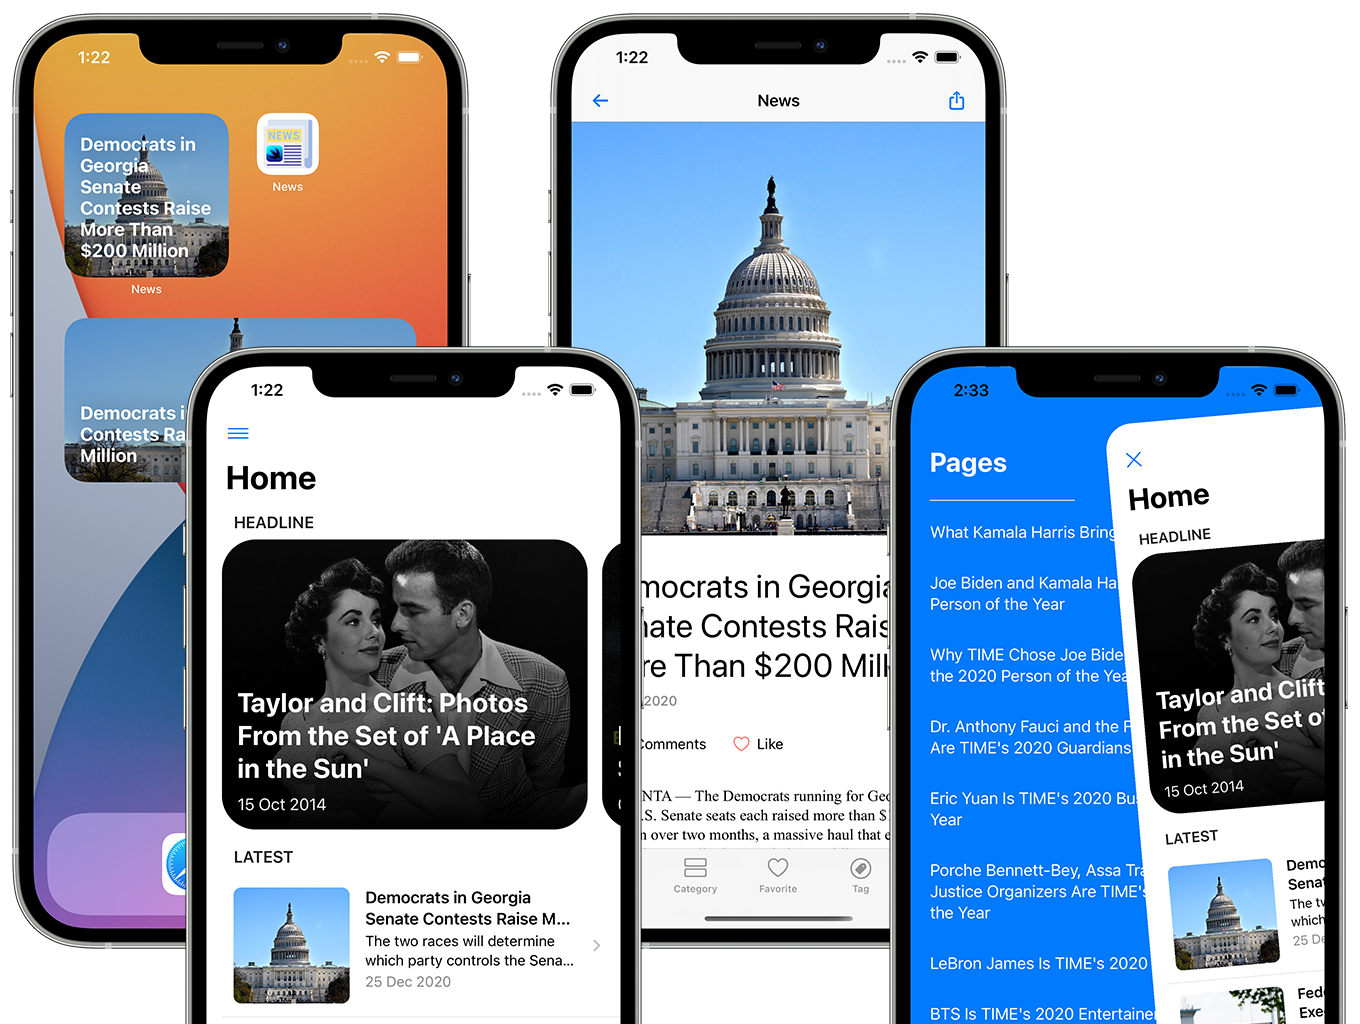 1:22
Democrats in
Georgia
Senate
Contests Raise
More Than
$200 Million
News
NEWS
News
Democrats i
Contests Ra
Million
1:22
News
mocrats in Georgia
nate Contests Rais
re Than $200 Mill
2020
Comments
Like
NTA — The Democrats running for Geo
.S. Senate seats each raised more than $
n over two months, a massive haul that e
Category
Favorite
Tag
1:22
Home
HEADLINE
Taylor and Clift: Photos
From the Set of 'A Place
in the Sun'
15 Oct 2014
LATEST
Democrats in Georgia
Senate Contests Raise M...
The two races will determine
which party controls the Sena...
25 Dec 2020
2:33
Pages
What Kamala Harris Bring
Joe Biden and Kamala Ha
Person of the Year
Why TIME Chose Joe Bide
the 2020 Person of the Yea
Dr. Anthony Fauci and the F
Are TIME's 2020 Guardians
Eric Yuan Is TIME's 2020 Bus
Year
Porche Bennett-Bey, Assa Tra
Justice Organizers Are TIME's
the Year
LeBron James Is TIME's 2020
BTS Is TIME's 2020 Entertainer
Home
HEADLINE
Taylor and Clift
From the Set of
in the Sun'
15 Oct 2014
LATEST
Democ
Senat
The tw
which
25 De
Fed
Exe